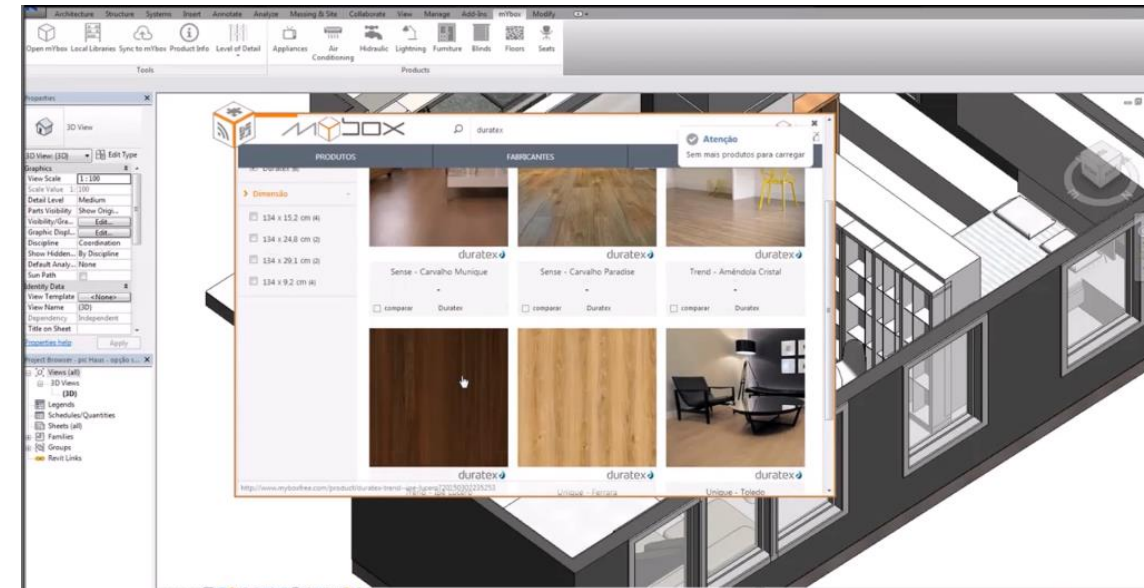 Architecture Structure Systems Insert Annotate Analyze Massing & Site Collaborate View Manage Add-Ins mYbox Modify
Open mYbox Local Libraries Sync to mYbox Product Info Level of Detail Appliances Air Conditioning Hidraulic Lightning Furniture Blinds Floors Seats
Tools Products
Properties
3D View
3D View: (3D) Edit Type
Graphics
View Scale 1 : 100
Scale Value 1: 100
Detail Level Medium
Parts Visibility Show Origi...
Visibility/Gra... Edit...
Graphic Displ... Edit...
Discipline Coordination
Show Hidden... By Discipline
Default Analy... None
Sun Path
Identity Data
View Template <None>
View Name {3D}
Dependency Independent
Title on Sheet
Properties help Apply
Project Browser -
Views (all)
3D Views
{3D}
Legends
Schedules/Quantities
Sheets (all)
Families
Groups
Revit Links
MYBOX duratex
Atenção
Sem mais produtos para carregar
PRODUTOS FABRICANTES
Duratex
Dimensão
134 x 15,2 cm (4)
134 x 24,8 cm (2)
134 x 29,1 cm (2)
134 x 9,2 cm (4)
duratex duratex duratex
Sense - Carvalho Munique Sense - Carvalho Paradise Trend - Amêndola Cristal
- - -
comparar Duratex comparar Duratex comparar Duratex
duratex duratex duratex
Unique - Ferrara Unique - Toledo